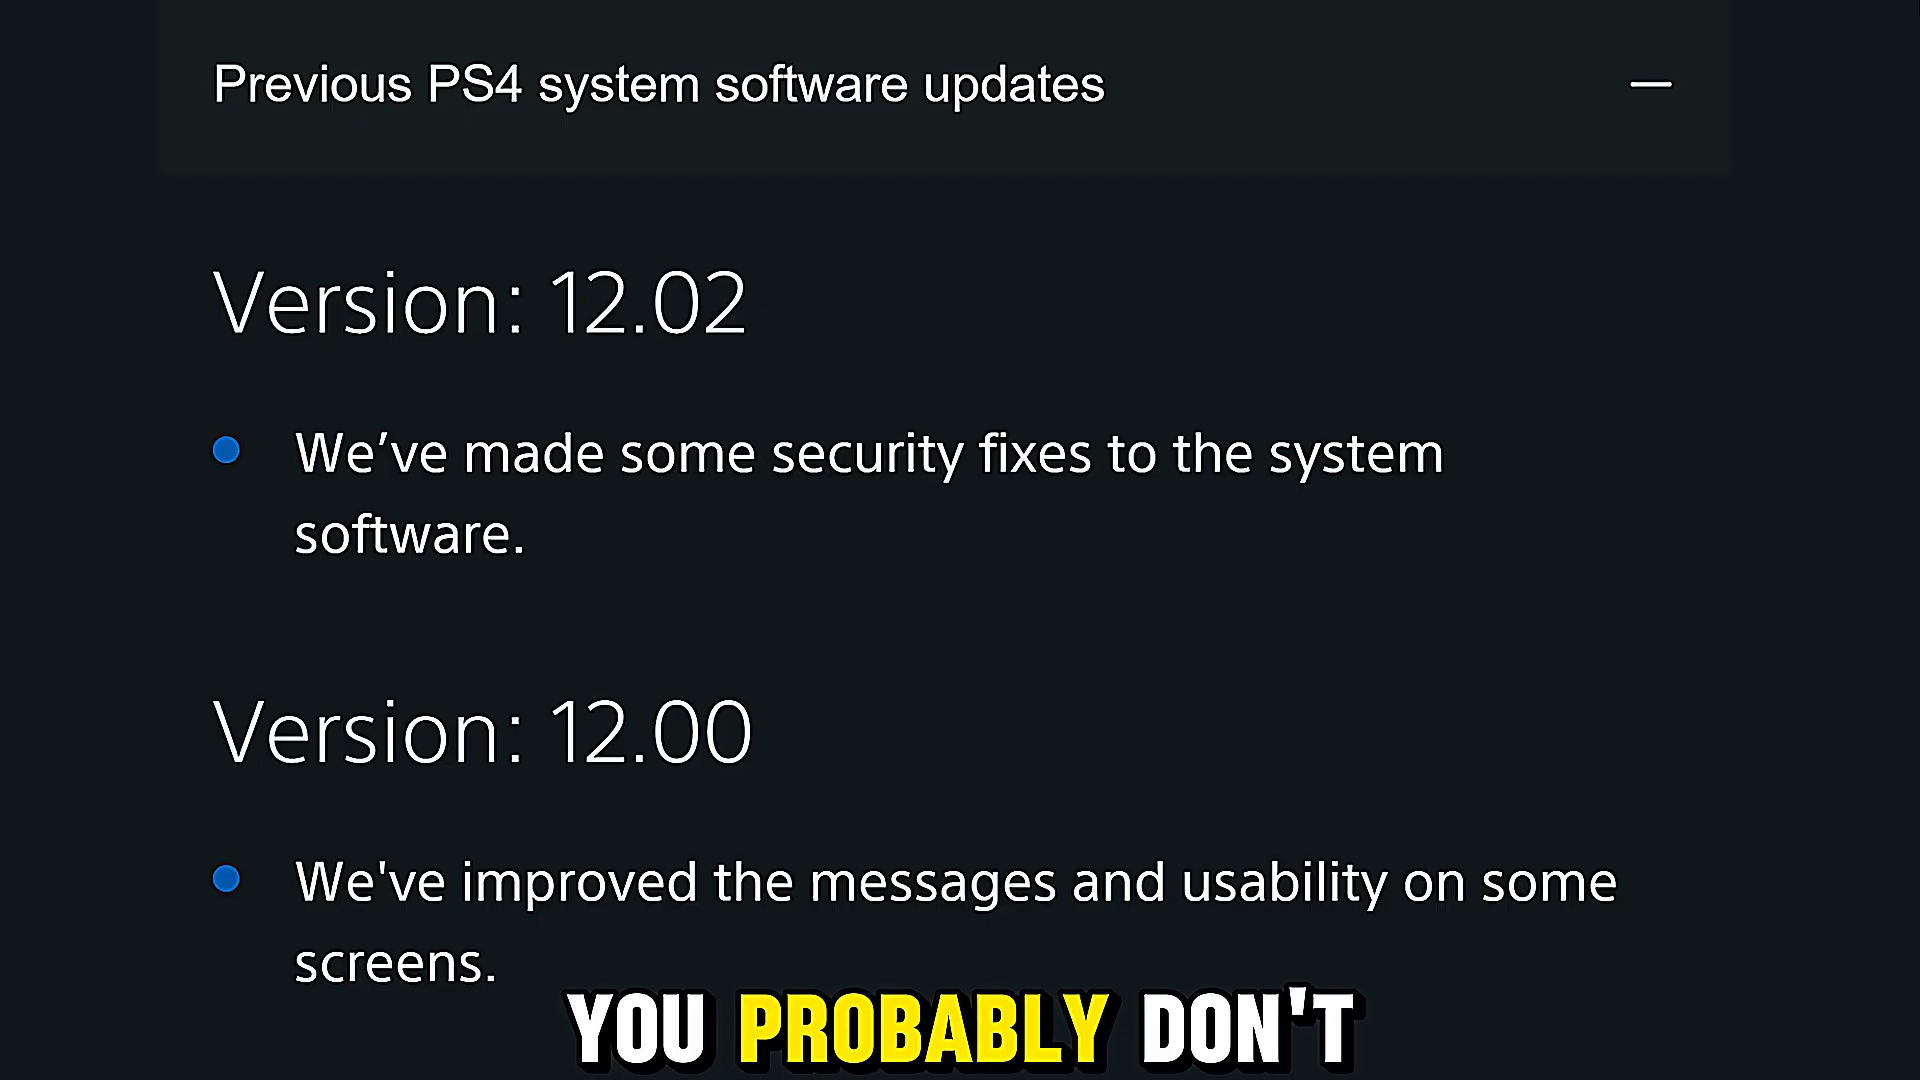 Previous PS4 system software updates
Version: 12.02
We’ve made some security fixes to the system
software.
Version: 12.00
We've improved the messages and usability on some
screens.
YOU PROBABLY DON'T